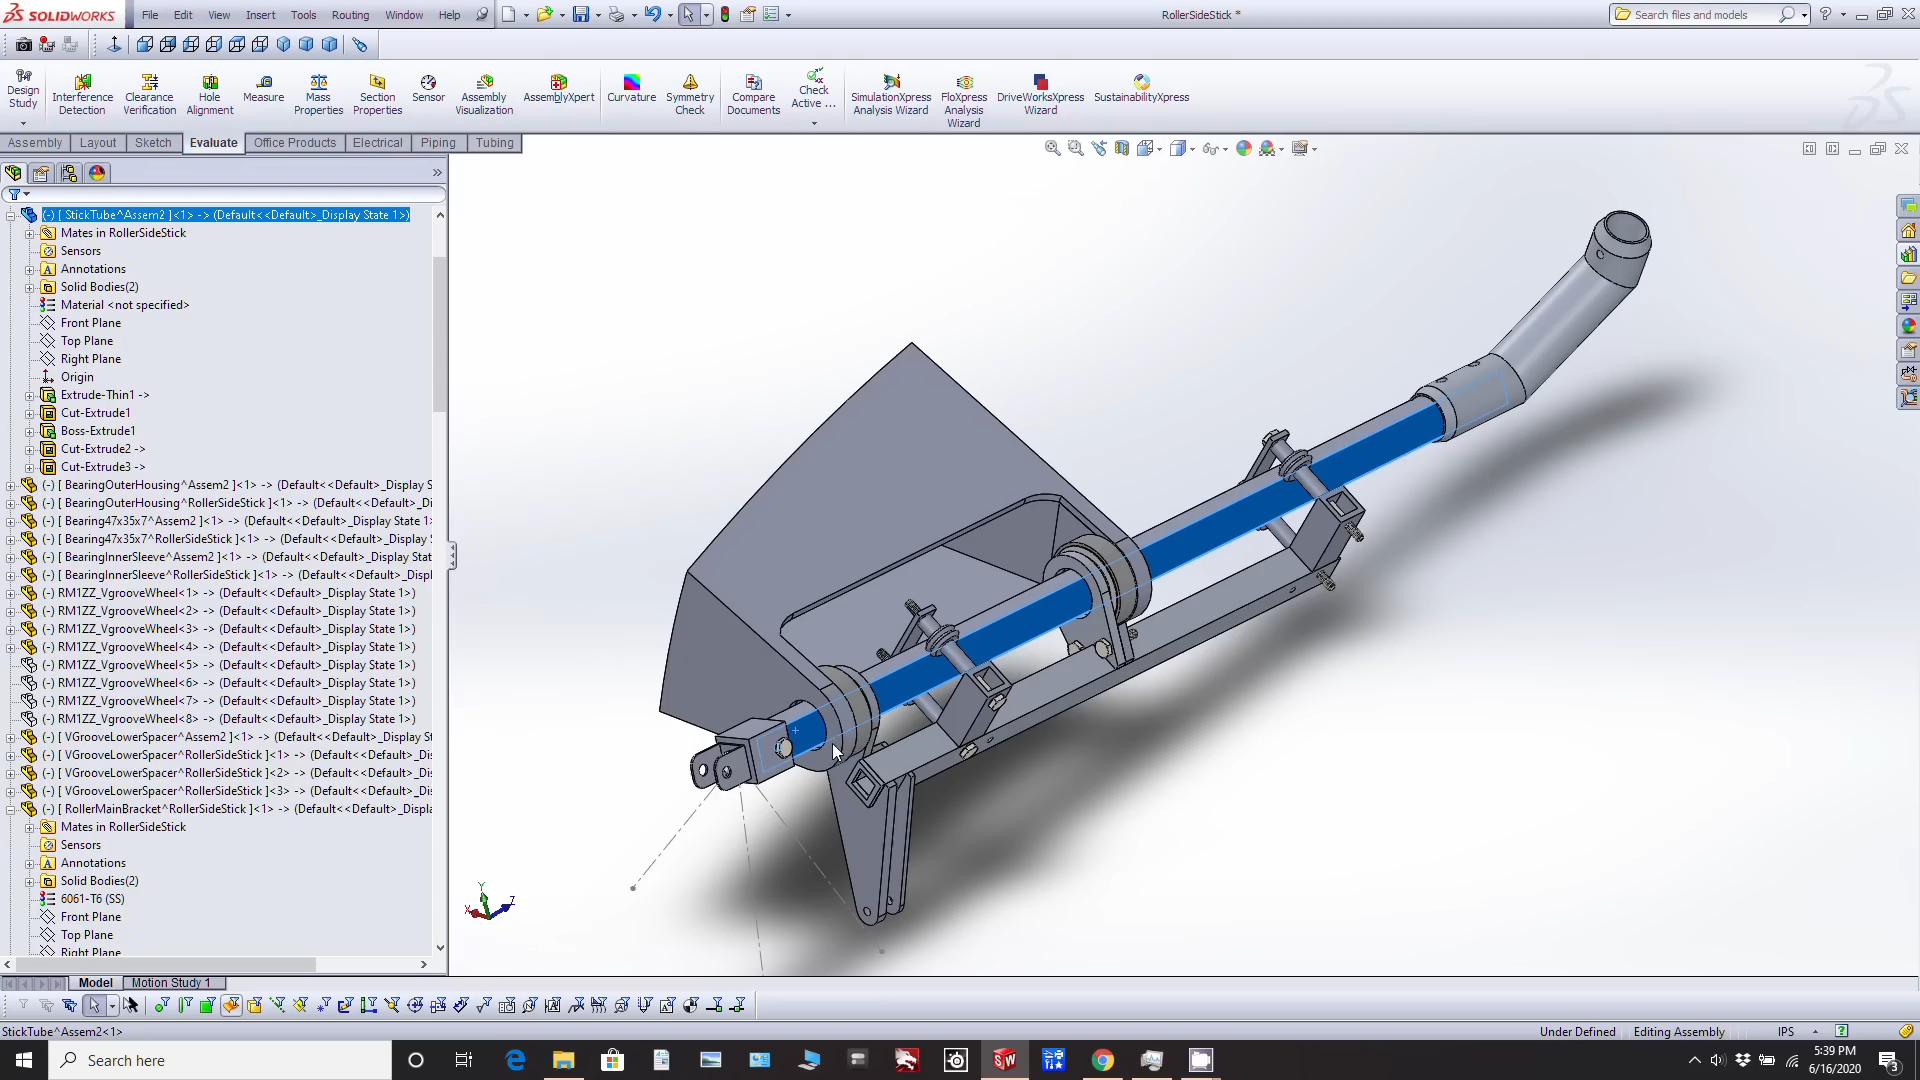 SOLIDWORKS
File Edit View Insert Tools Routing Window Help
RollerSideStick *
Search files and models
Design Study
Interference Detection
Clearance Verification
Hole Alignment
Measure
Mass Properties
Section Properties
Sensor
Assembly Visualization
AssemblyXpert
Curvature
Symmetry Check
Compare Documents
Check Active ...
SimulationXpress Analysis Wizard
FloXpress Analysis Wizard
DriveWorksXpress Wizard
SustainabilityXpress
Assembly Layout Sketch Evaluate Office Products Electrical Piping Tubing
(-) [ StickTube^Assem2 ]<1> -> (Default<<Default>_Display State 1>)
Mates in RollerSideStick
Sensors
Annotations
Solid Bodies(2)
Material <not specified>
Front Plane
Top Plane
Right Plane
Origin
Extrude-Thin1 ->
Cut-Extrude1
Boss-Extrude1
Cut-Extrude2 ->
Cut-Extrude3 ->
(-) [ BearingOuterHousing^Assem2 ]<1> -> (Default<<Default>_Display S
(-) [ BearingOuterHousing^RollerSideStick ]<1> -> (Default<<Default>_Di
(-) [ Bearing47x35x7^Assem2 ]<1> -> (Default<<Default>_Display State 1>
(-) [ Bearing47x35x7^RollerSideStick ]<1> -> (Default<<Default>_Display
(-) [ BearingInnerSleeve^Assem2 ]<1> -> (Default<<Default>_Display Stat
(-) [ BearingInnerSleeve^RollerSideStick ]<1> -> (Default<<Default>_Displ
(-) RM1ZZ_VgrooveWheel<1> -> (Default<<Default>_Display State 1>)
(-) RM1ZZ_VgrooveWheel<2> -> (Default<<Default>_Display State 1>)
(-) RM1ZZ_VgrooveWheel<3> -> (Default<<Default>_Display State 1>)
(-) RM1ZZ_VgrooveWheel<4> -> (Default<<Default>_Display State 1>)
(-) RM1ZZ_VgrooveWheel<5> -> (Default<<Default>_Display State 1>)
(-) RM1ZZ_VgrooveWheel<6> -> (Default<<Default>_Display State 1>)
(-) RM1ZZ_VgrooveWheel<7> -> (Default<<Default>_Display State 1>)
(-) RM1ZZ_VgrooveWheel<8> -> (Default<<Default>_Display State 1>)
(-) [ VGrooveLowerSpacer^Assem2 ]<1> -> (Default<<Default>_Display St
(-) [ VGrooveLowerSpacer^RollerSideStick ]<1> -> (Default<<Default>_Dis
(-) [ VGrooveLowerSpacer^RollerSideStick ]<2> -> (Default<<Default>_Dis
(-) [ VGrooveLowerSpacer^RollerSideStick ]<3> -> (Default<<Default>_Dis
(-) [ RollerMainBracket^RollerSideStick ]<1> -> (Default<<Default>_Displa
Mates in RollerSideStick
Sensors
Annotations
Solid Bodies(2)
6061-T6 (SS)
Front Plane
Top Plane
Right Plane
Y
X
Z
Model Motion Study 1
StickTube^Assem2<1>
Under Defined Editing Assembly IPS
Search here
5:39 PM
6/16/2020
3